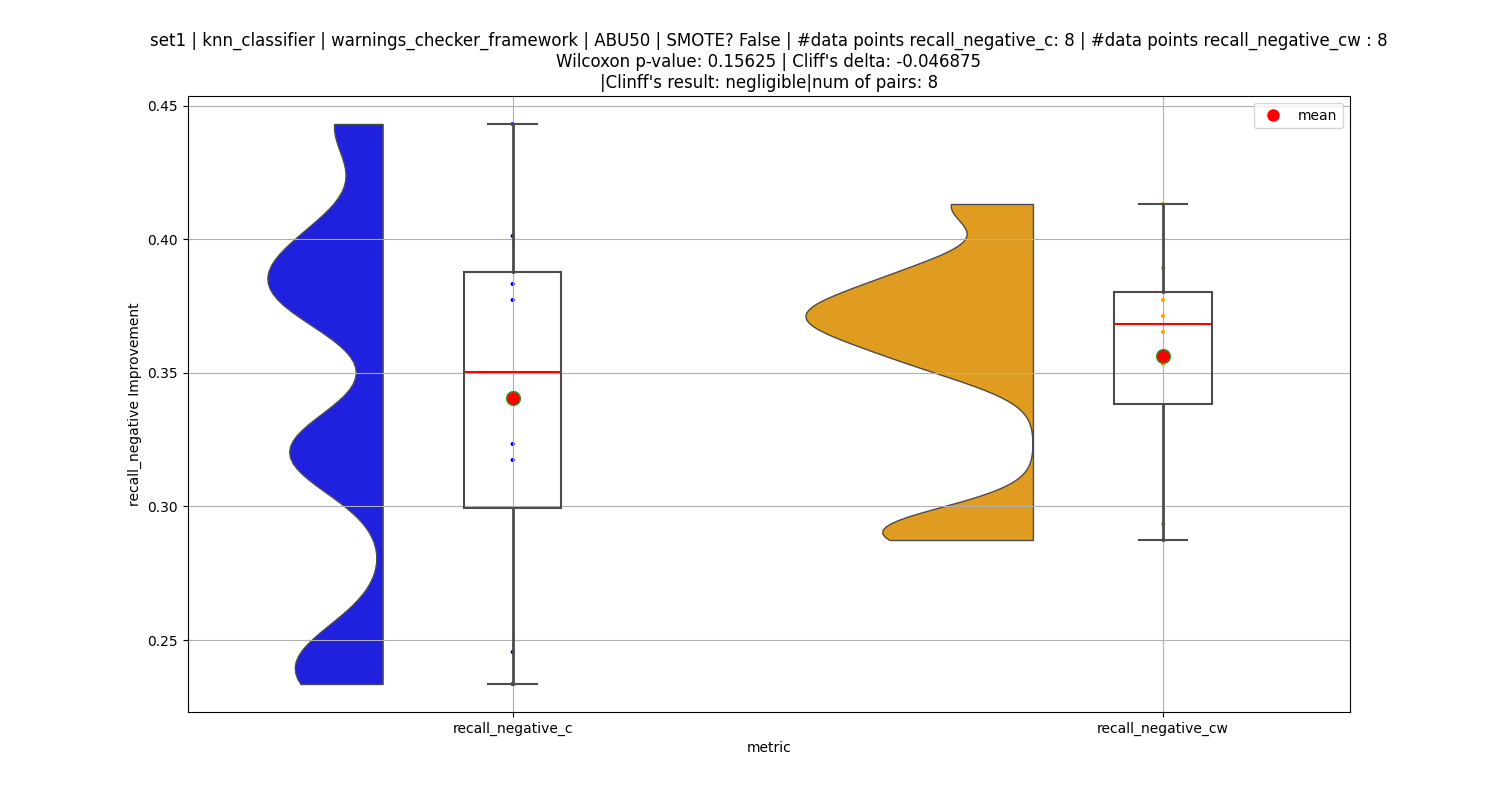 set1 | knn_classifier | warnings_checker_framework | ABU50 | SMOTE? False | #data points recall_negative_c: 8 | #data points recall_negative_cw : 8
Wilcoxon p-value: 0.15625 | Cliff's delta: -0.046875
|Clinff's result: negligible|num of pairs: 8
mean
0.45
0.40
0.35
0.30
0.25
recall_negative Improvement
recall_negative_c
recall_negative_cw
metric